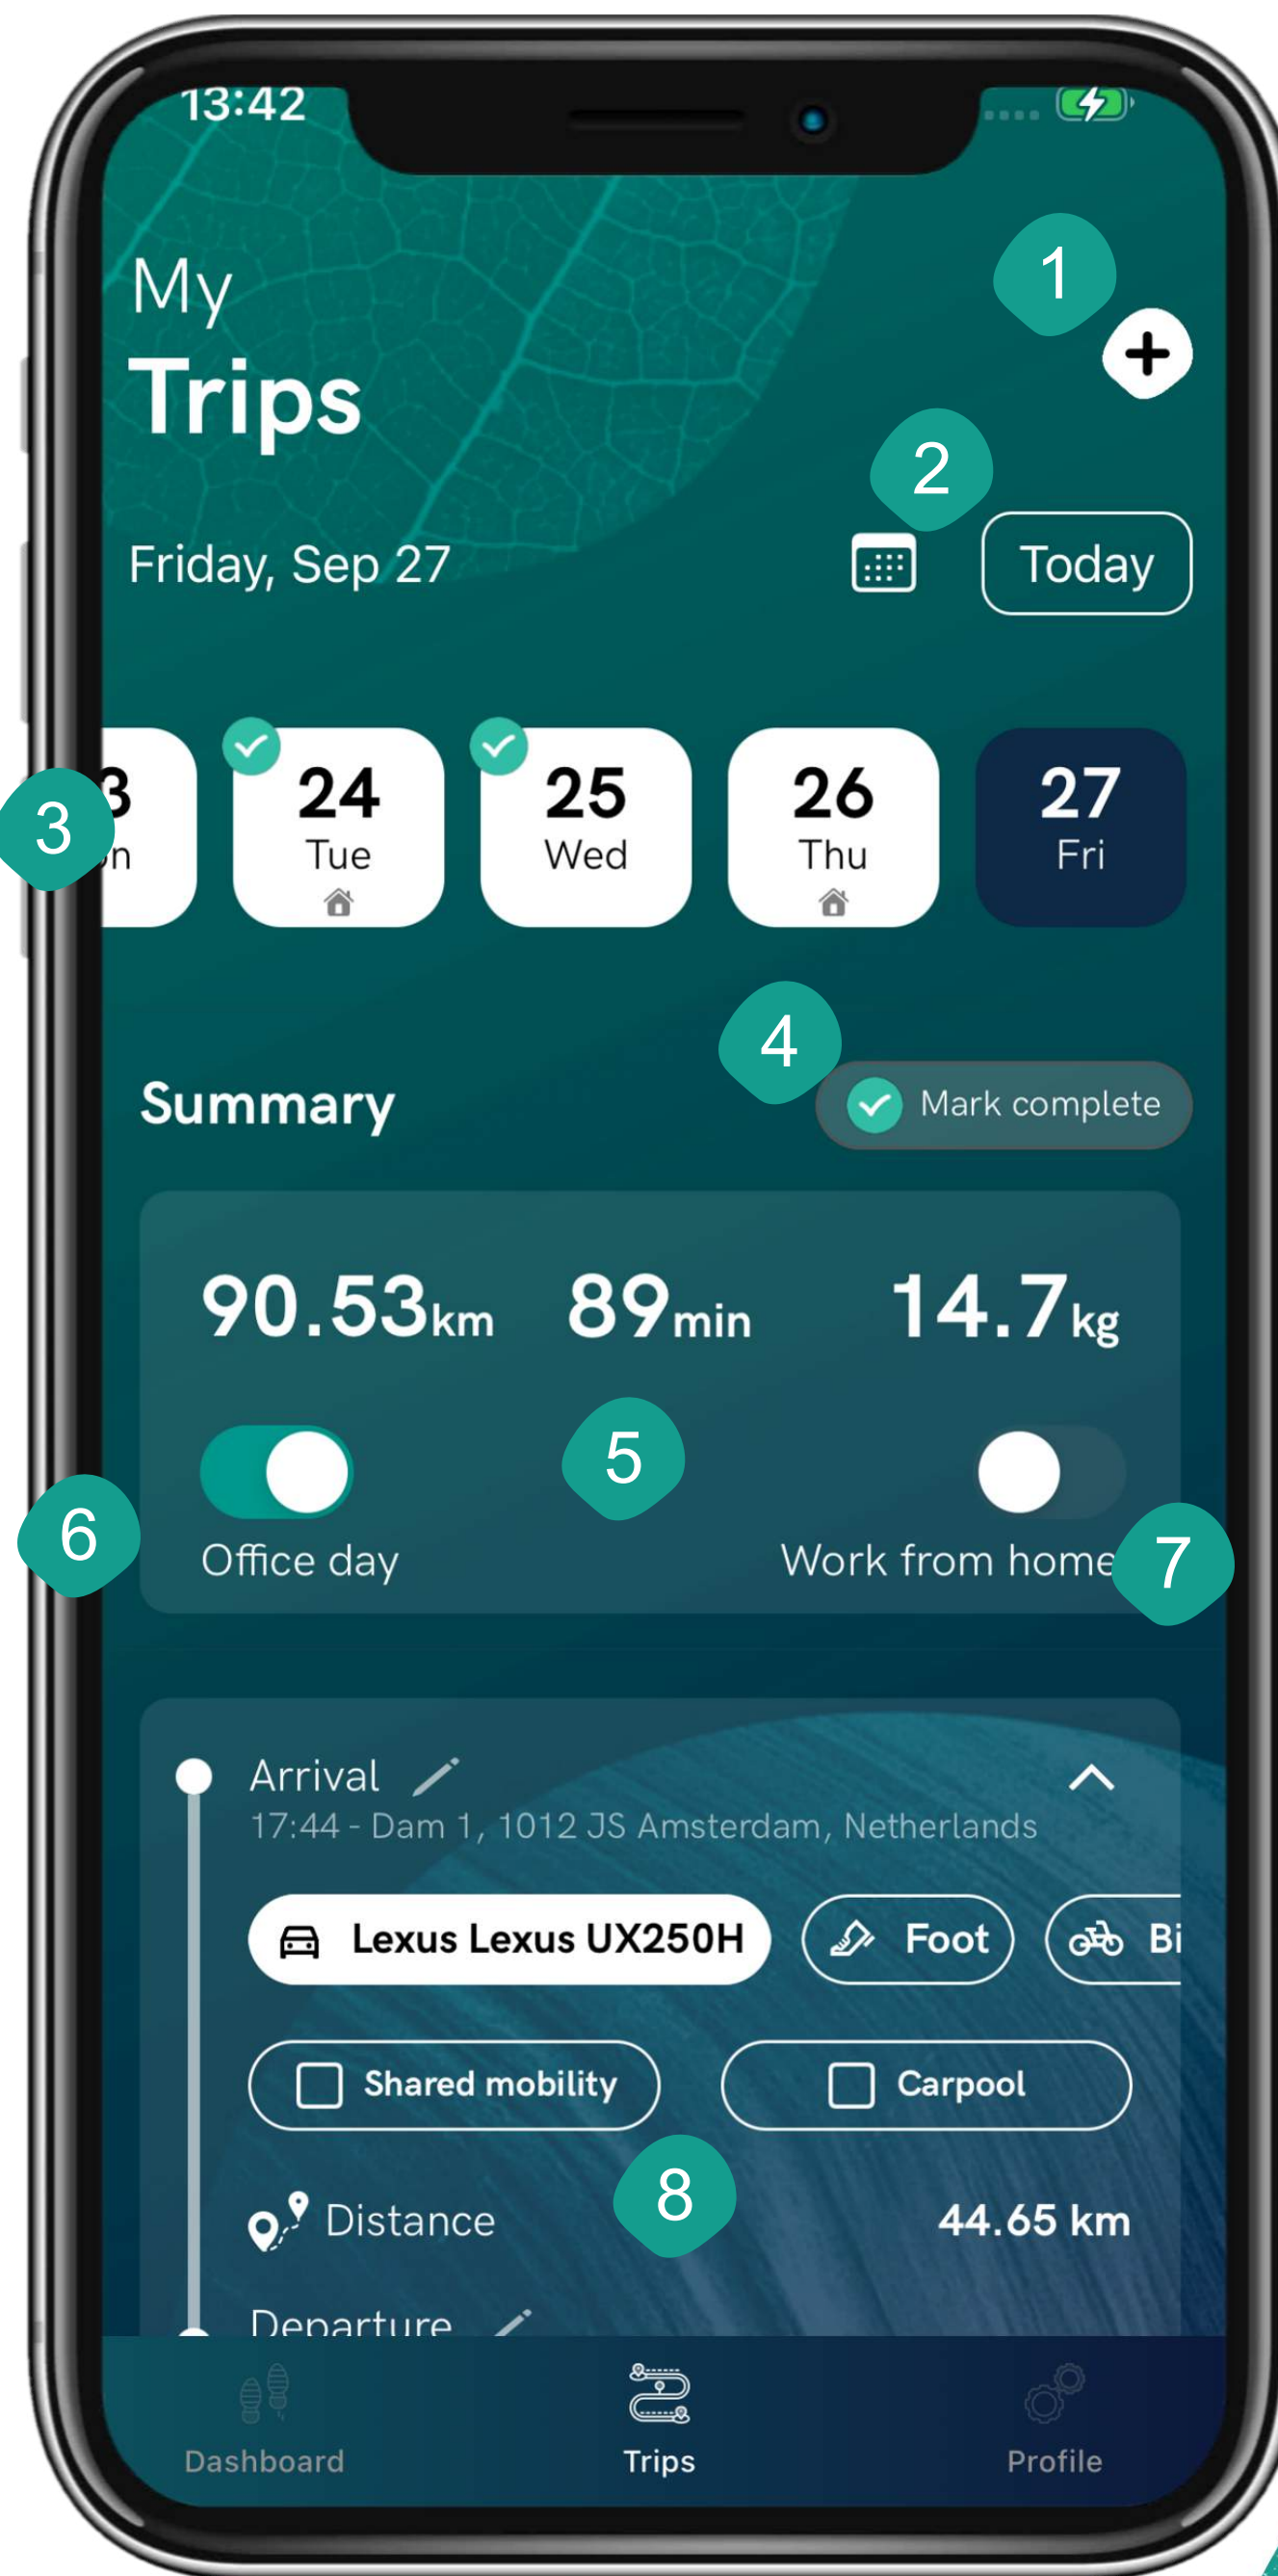 13:42
1
My
Trips
2
Friday, Sep 27
Today
3
24
25
26
27
Tue
Wed
Thu
Fri
4
Summary
Mark complete
90.53km 89min 14.7kg
5
6
Office day
Work from home
7
Arrival
17:44 - Dam 1, 1012 JS Amsterdam, Netherlands
Lexus Lexus UX250H
Foot
Bi
Shared mobility
Carpool
8
Distance
44.65 km
Departure
Dashboard
Trips
Profile